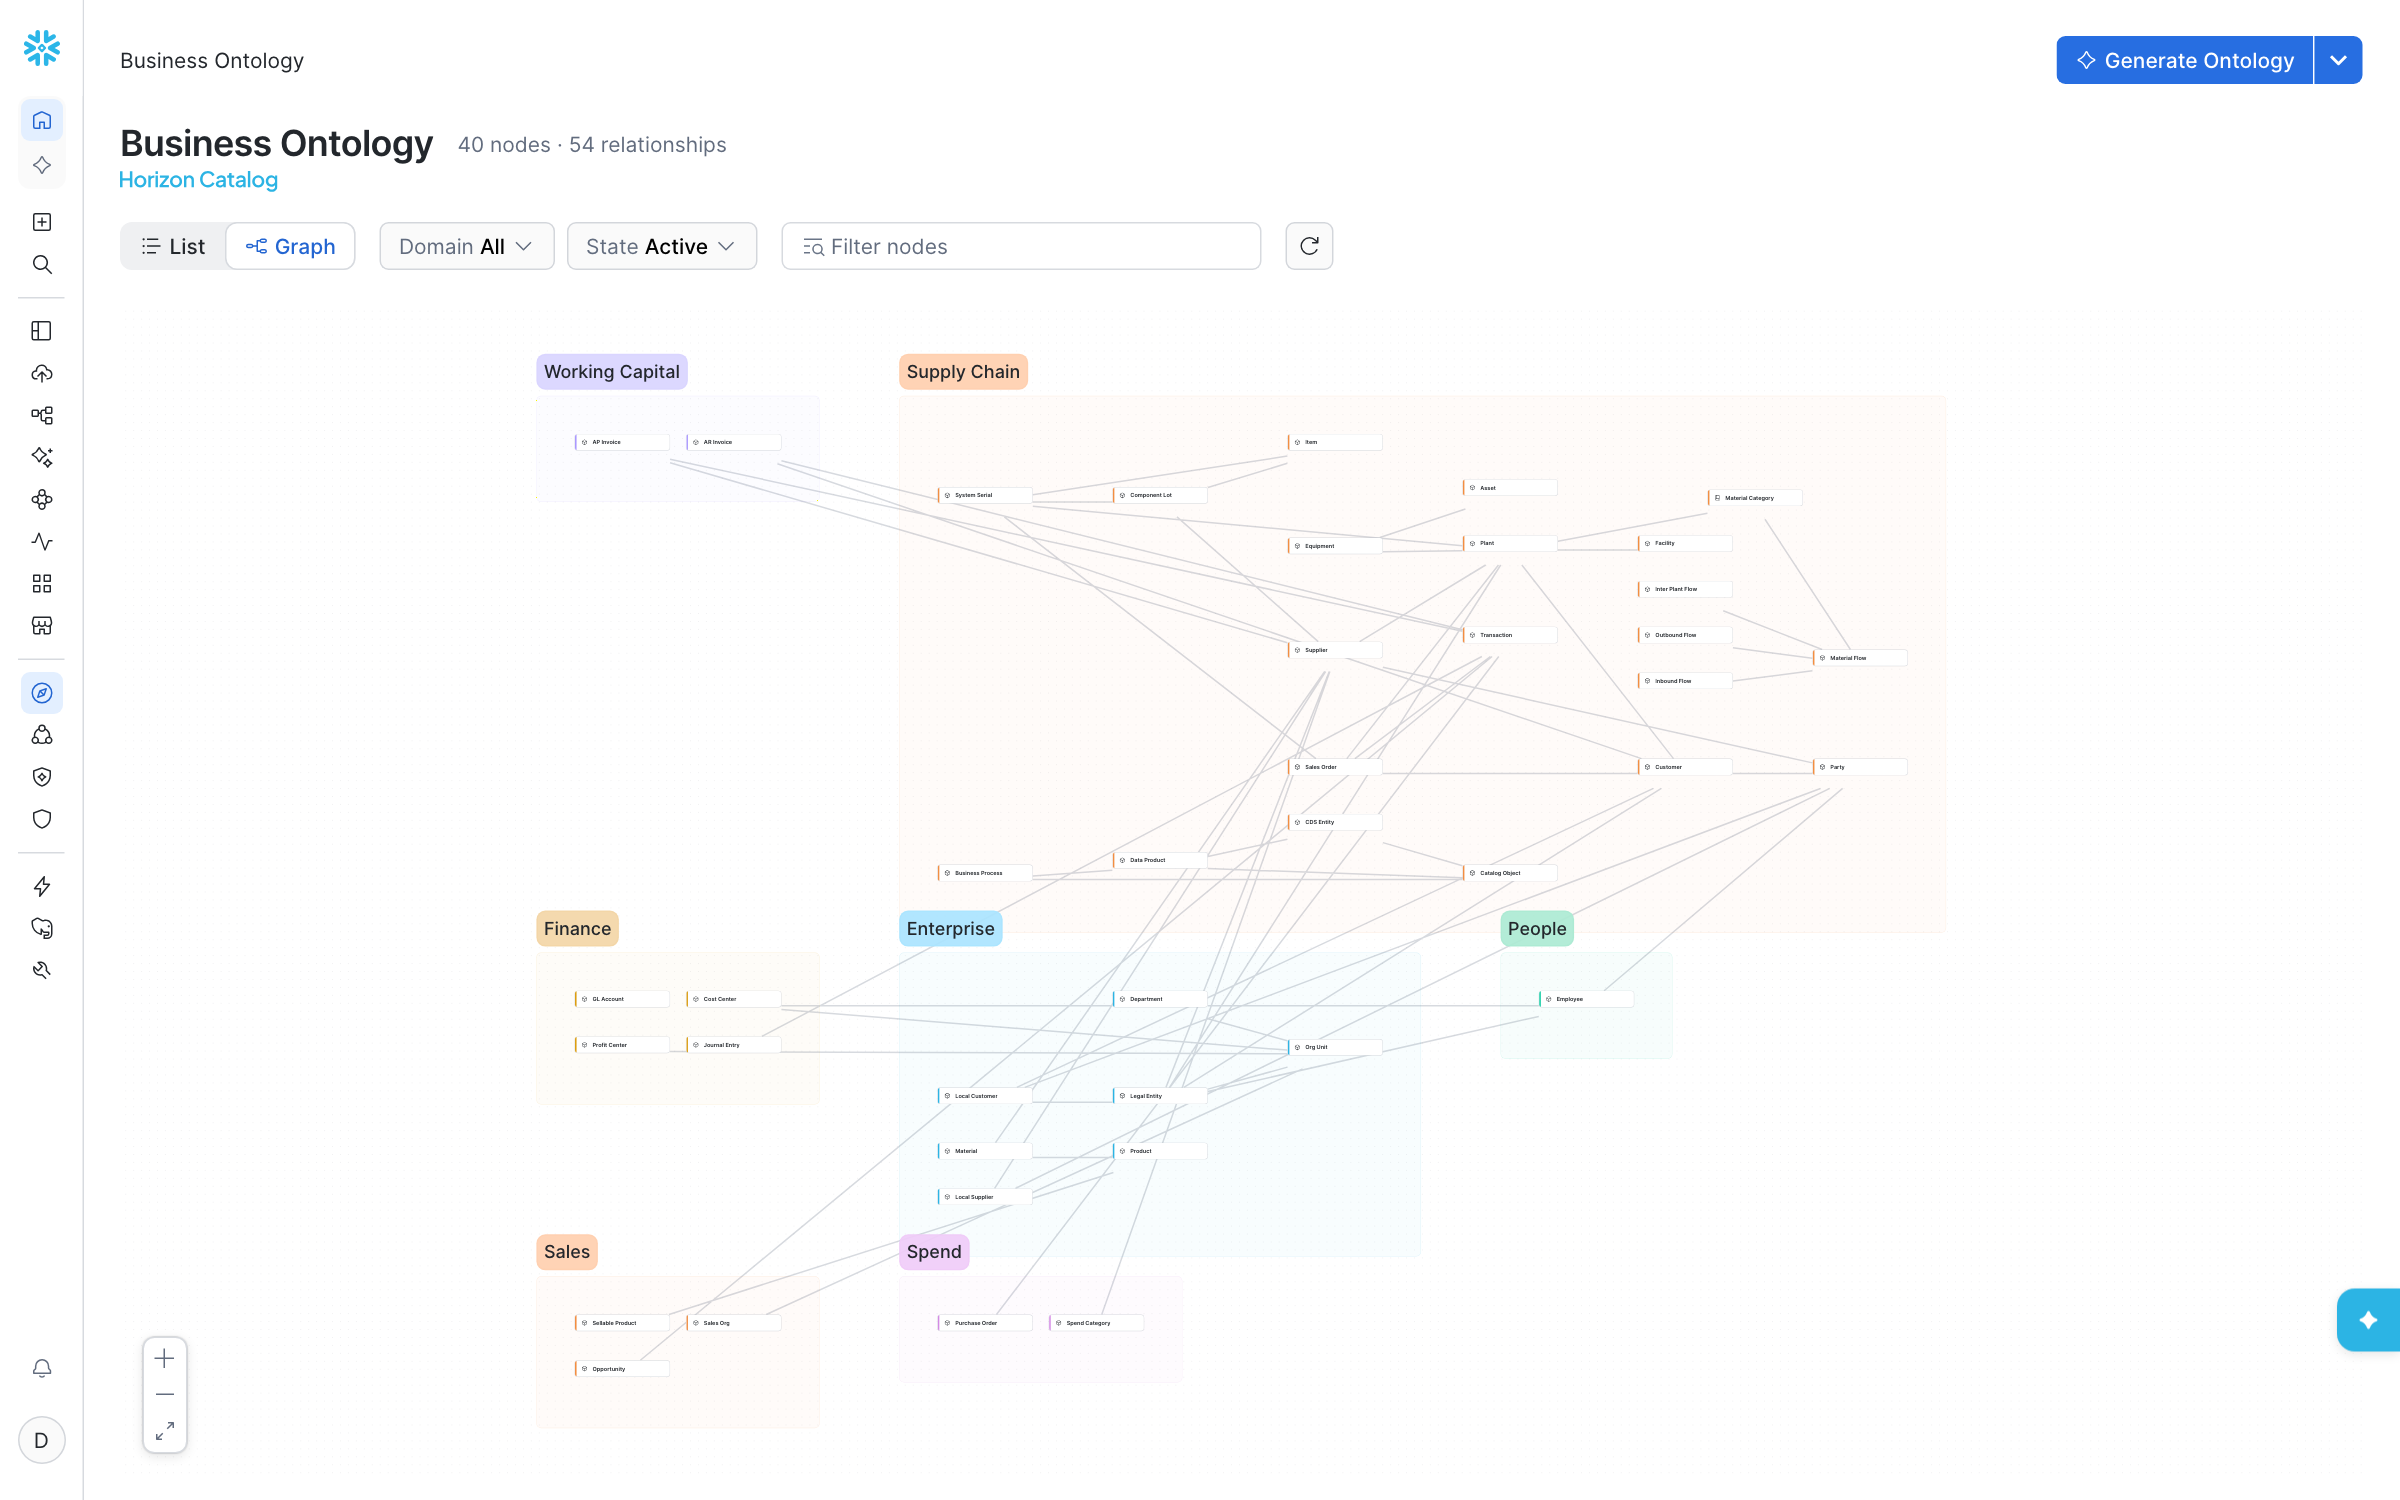 Business Ontology
Generate Ontology
Business Ontology
40 nodes · 54 relationships
Horizon Catalog
List
Graph
Domain All
State Active
Filter nodes
Working Capital
AP Invoice
AR Invoice
Supply Chain
Item
System Serial
Component Lot
Asset
Material Category
Equipment
Plant
Facility
Inter Plant Flow
Supplier
Transaction
Outbound Flow
Material Flow
Inbound Flow
Sales Order
Customer
Party
CDS Entity
Data Product
Business Process
Catalog Object
Finance
GL Account
Cost Center
Profit Center
Journal Entry
Enterprise
Department
Org Unit
Local Customer
Legal Entity
Material
Product
Local Supplier
People
Employee
Sales
Sellable Product
Sales Org
Opportunity
Spend
Purchase Order
Spend Category
D